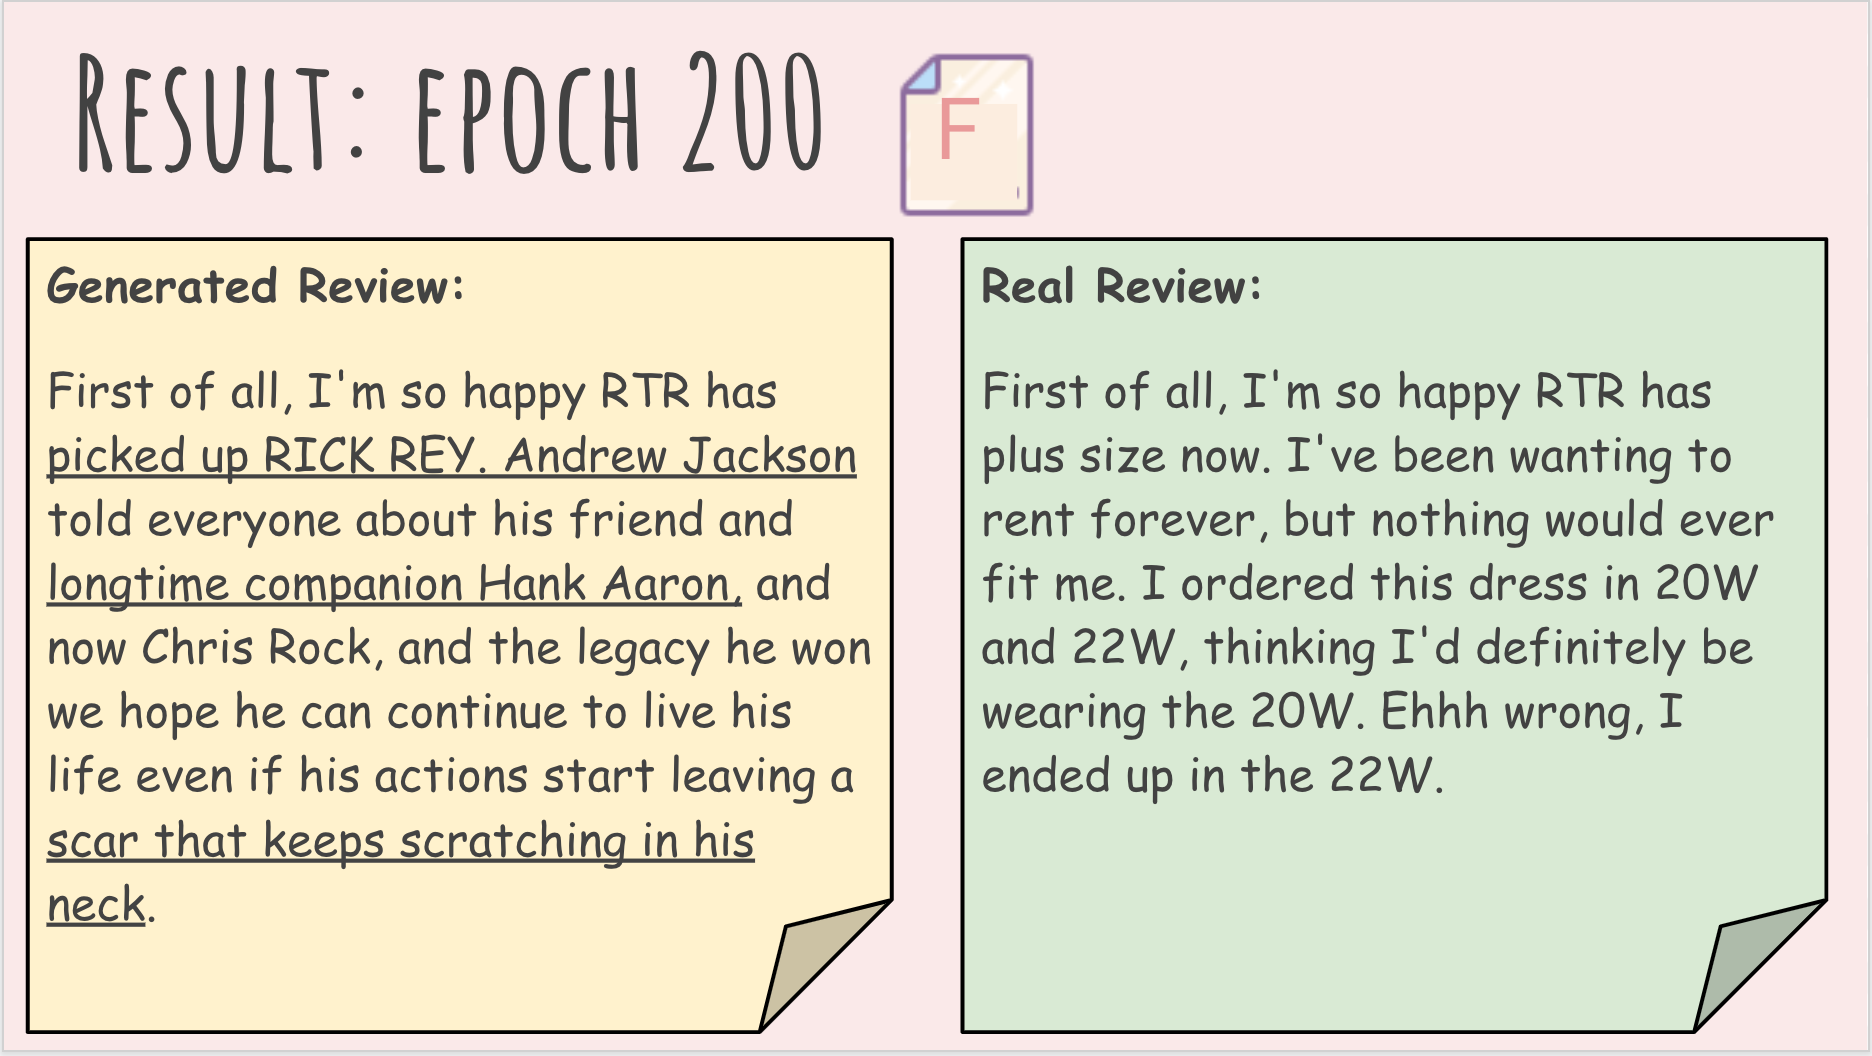 RESULT: EPOCH 200
F
Generated Review:
First of all, I'm so happy RTR has
picked up RICK REY. Andrew Jackson
told everyone about his friend and
longtime companion Hank Aaron, and
now Chris Rock, and the legacy he won
we hope he can continue to live his
life even if his actions start leaving a
scar that keeps scratching in his
neck.
Real Review:
First of all, I'm so happy RTR has
plus size now. I've been wanting to
rent forever, but nothing would ever
fit me. I ordered this dress in 20W
and 22W, thinking I'd definitely be
wearing the 20W. Ehhh wrong, I
ended up in the 22W.